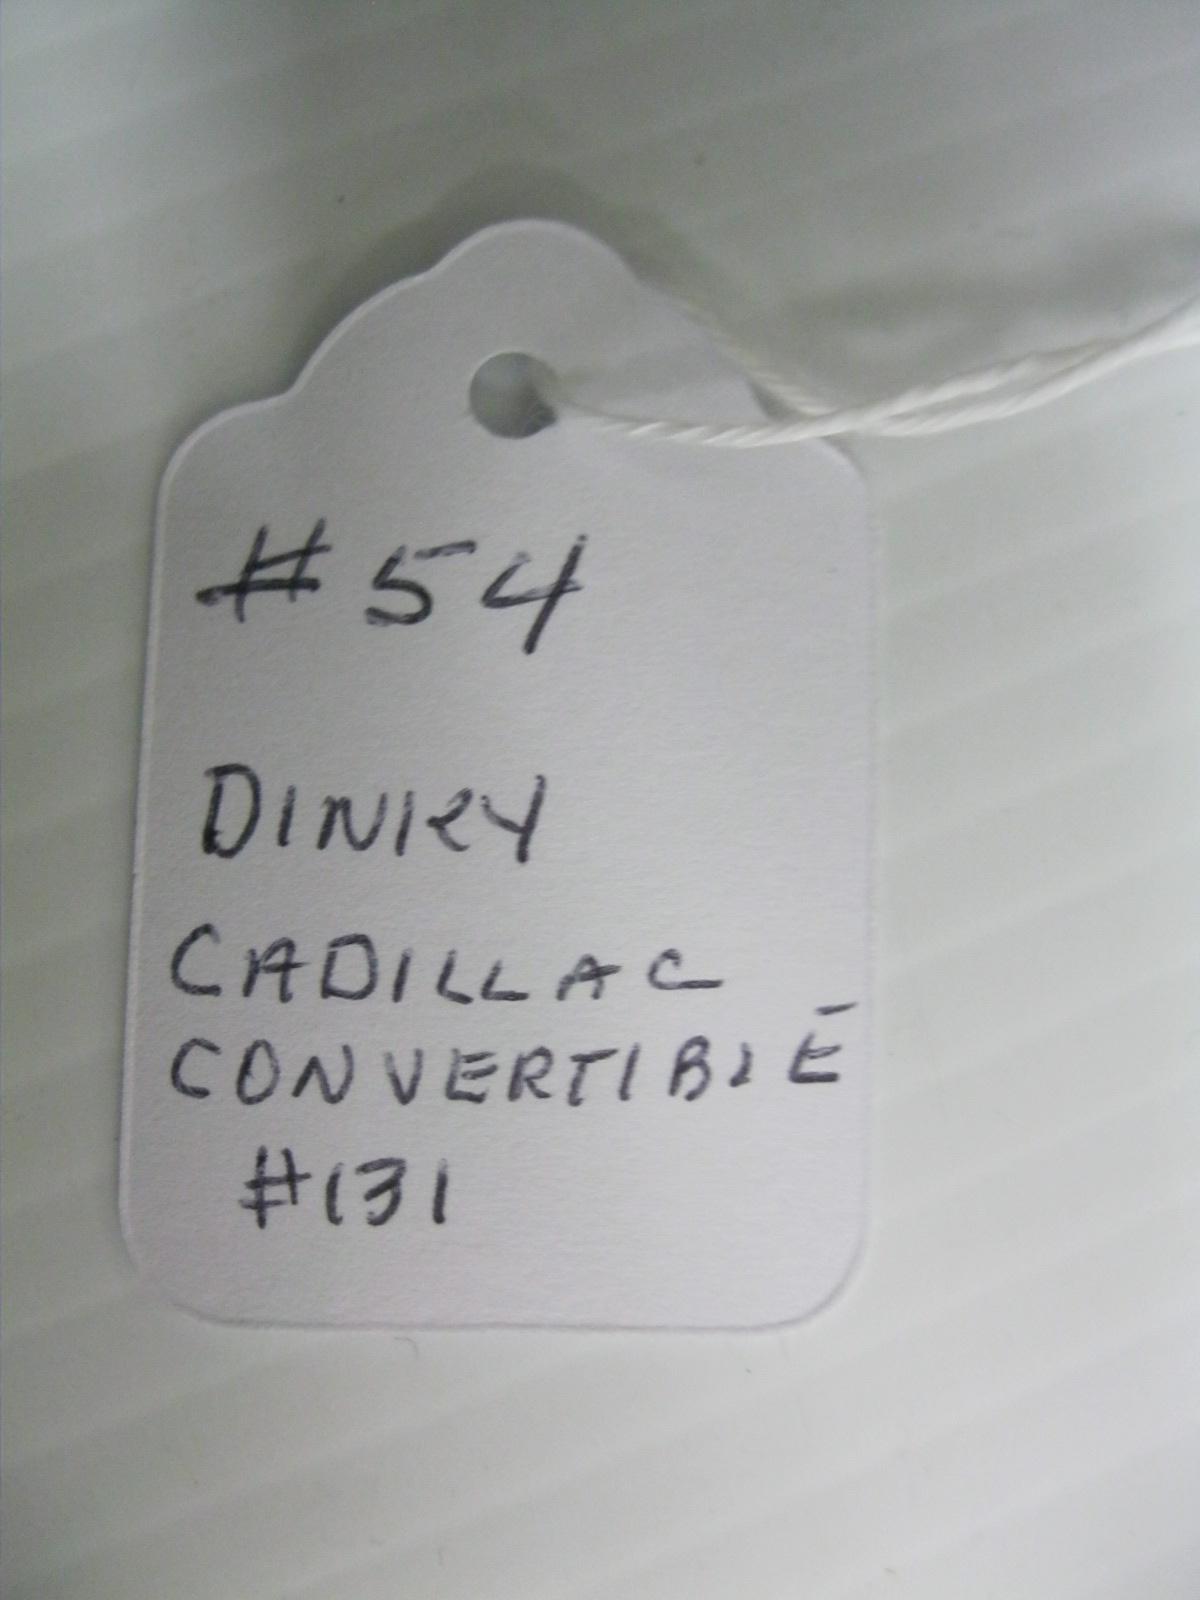 #54
DINKY
CADILLAC
CONVERTIBLE
#131